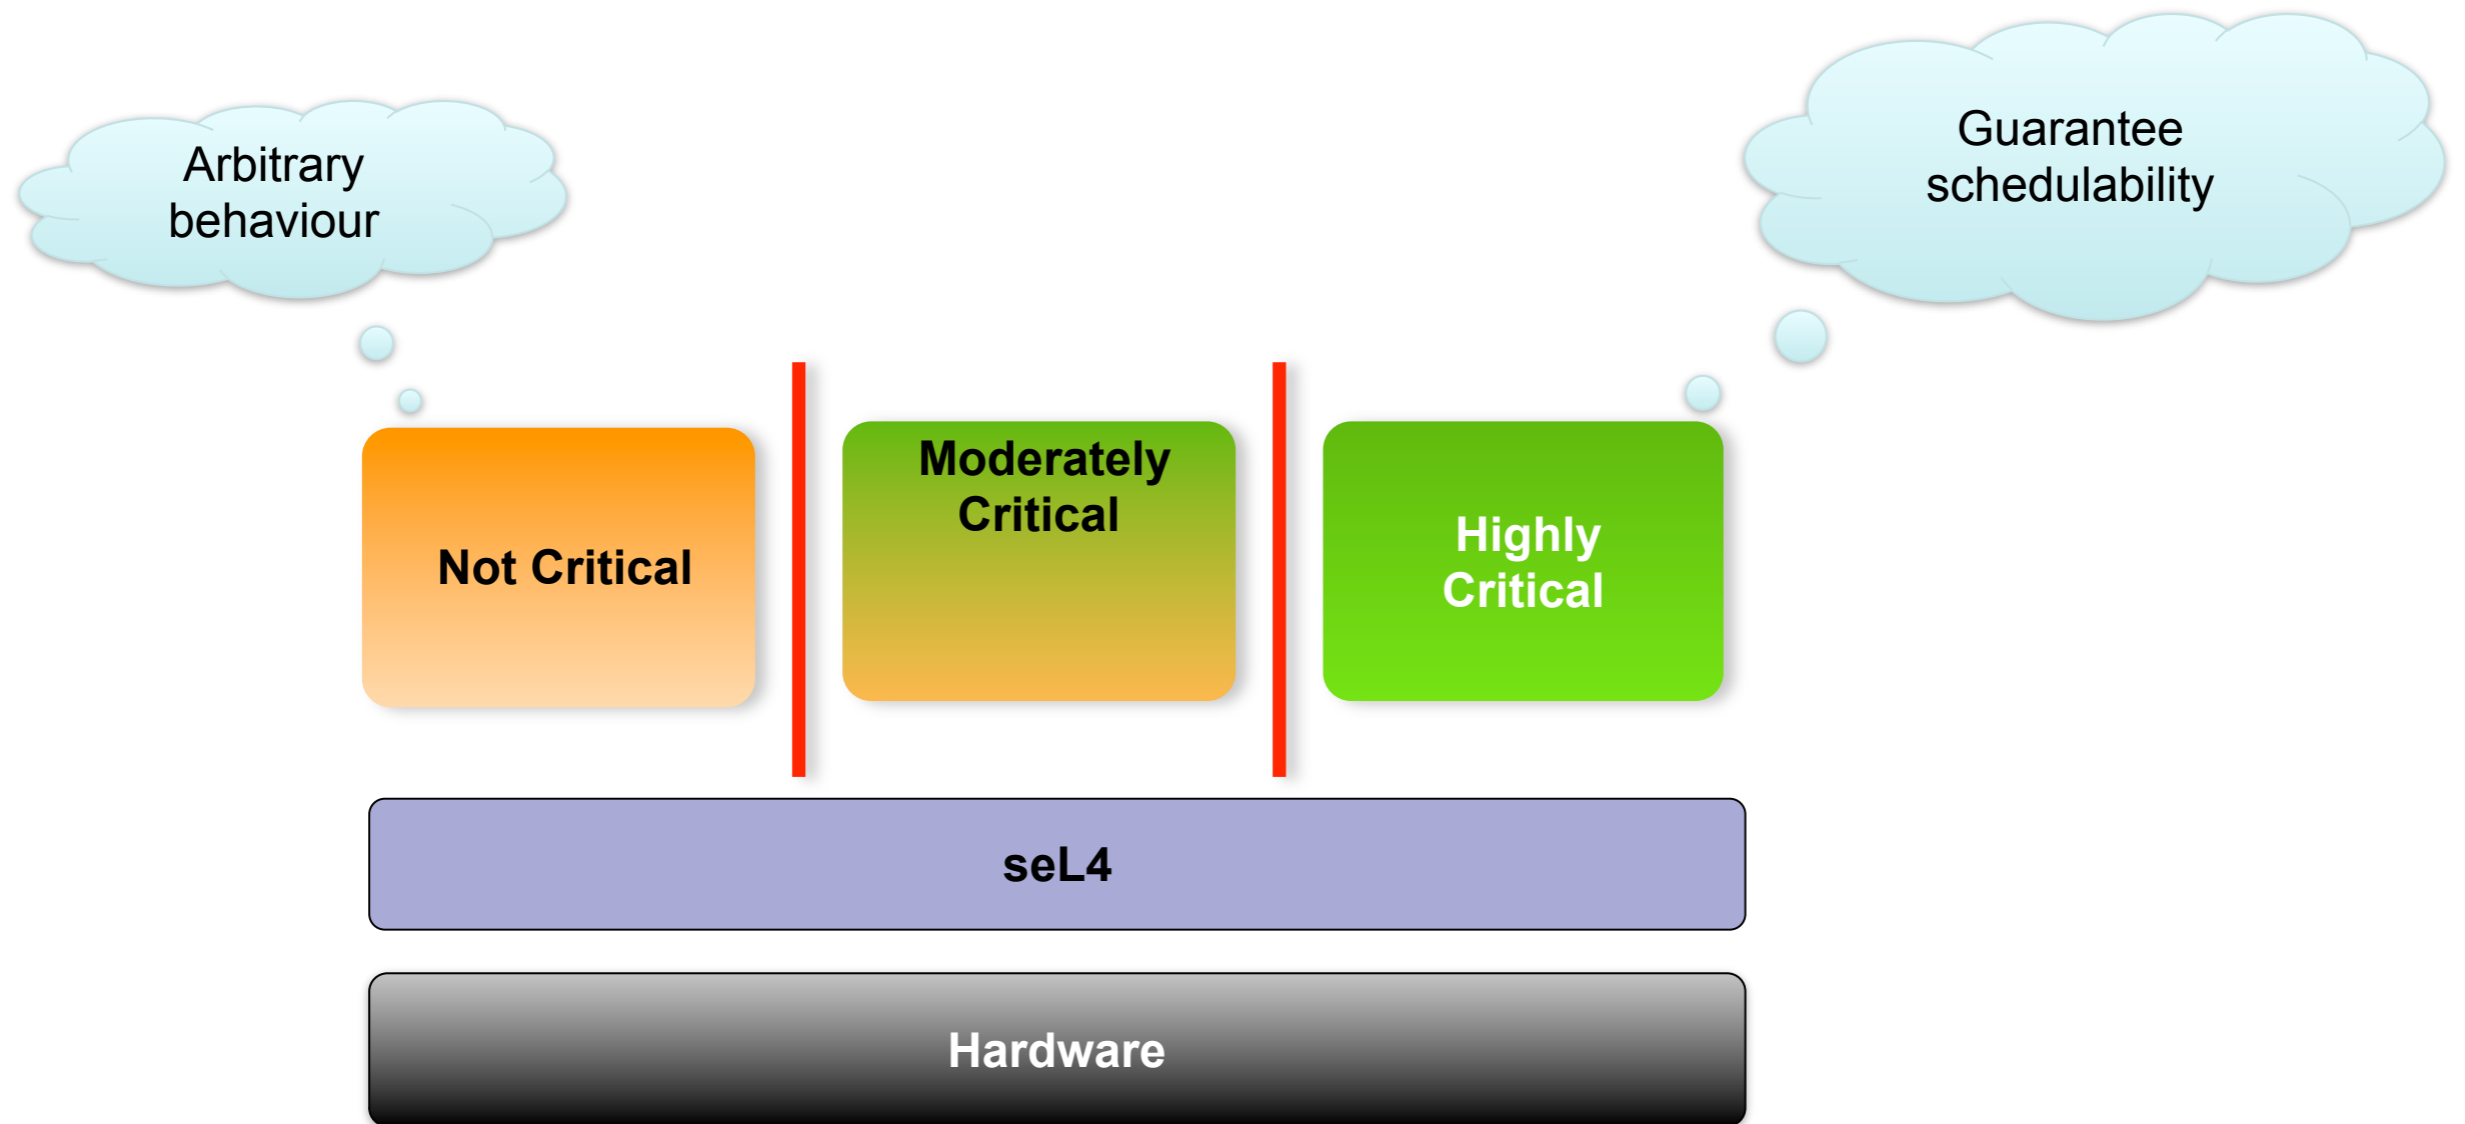 Arbitrary
behaviour
Guarantee
schedulability
Not Critical
Moderately
Critical
Highly
Critical
seL4
Hardware